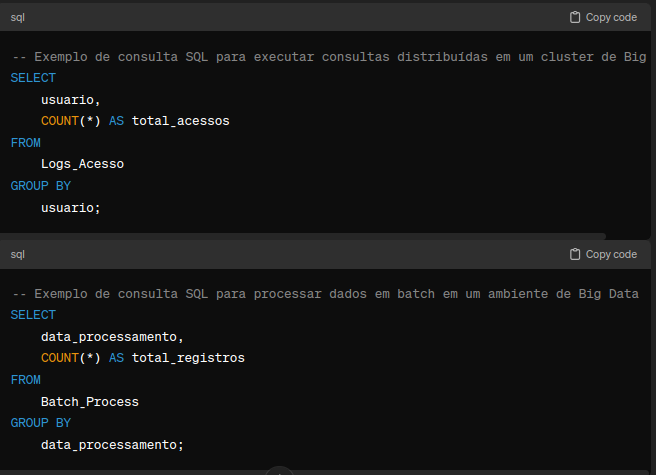 sql
Copy code
-- Exemplo de consulta SQL para executar consultas distribuídas em um cluster de Big
SELECT
usuario,
COUNT(*) AS total_acessos
FROM
Logs_Acesso
GROUP BY
usuario;
sql
Copy code
-- Exemplo de consulta SQL para processar dados em batch em um ambiente de Big Data
SELECT
data_processamento,
COUNT(*) AS total_registros
FROM
Batch_Process
GROUP BY
data_processamento;